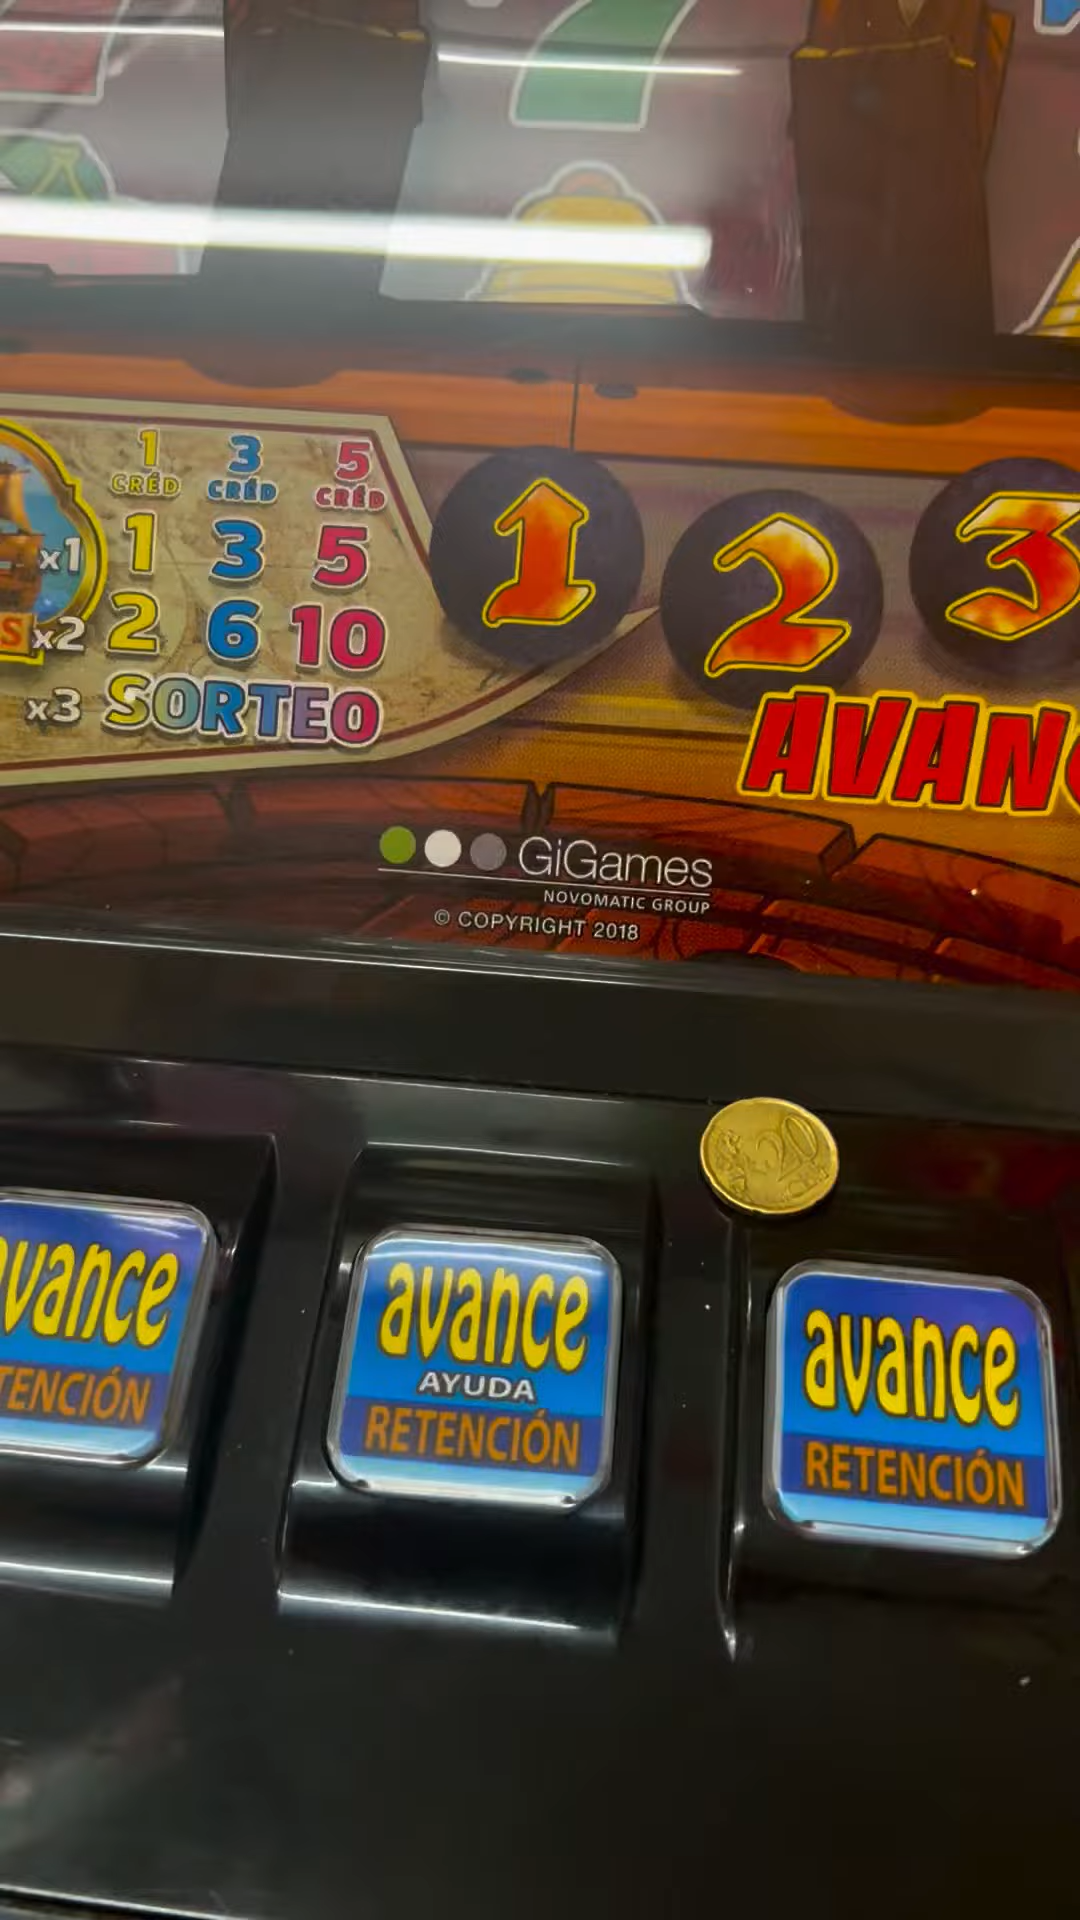 1 3 5
CRÉD CRÉD CRÉD
x1 1 3 5
x2 2 6 10
x3 SORTEO
1 2 3
GiGames
NOVOMATIC GROUP
© COPYRIGHT 2018
20
avance
RETENCIÓN
avance
AYUDA
RETENCIÓN